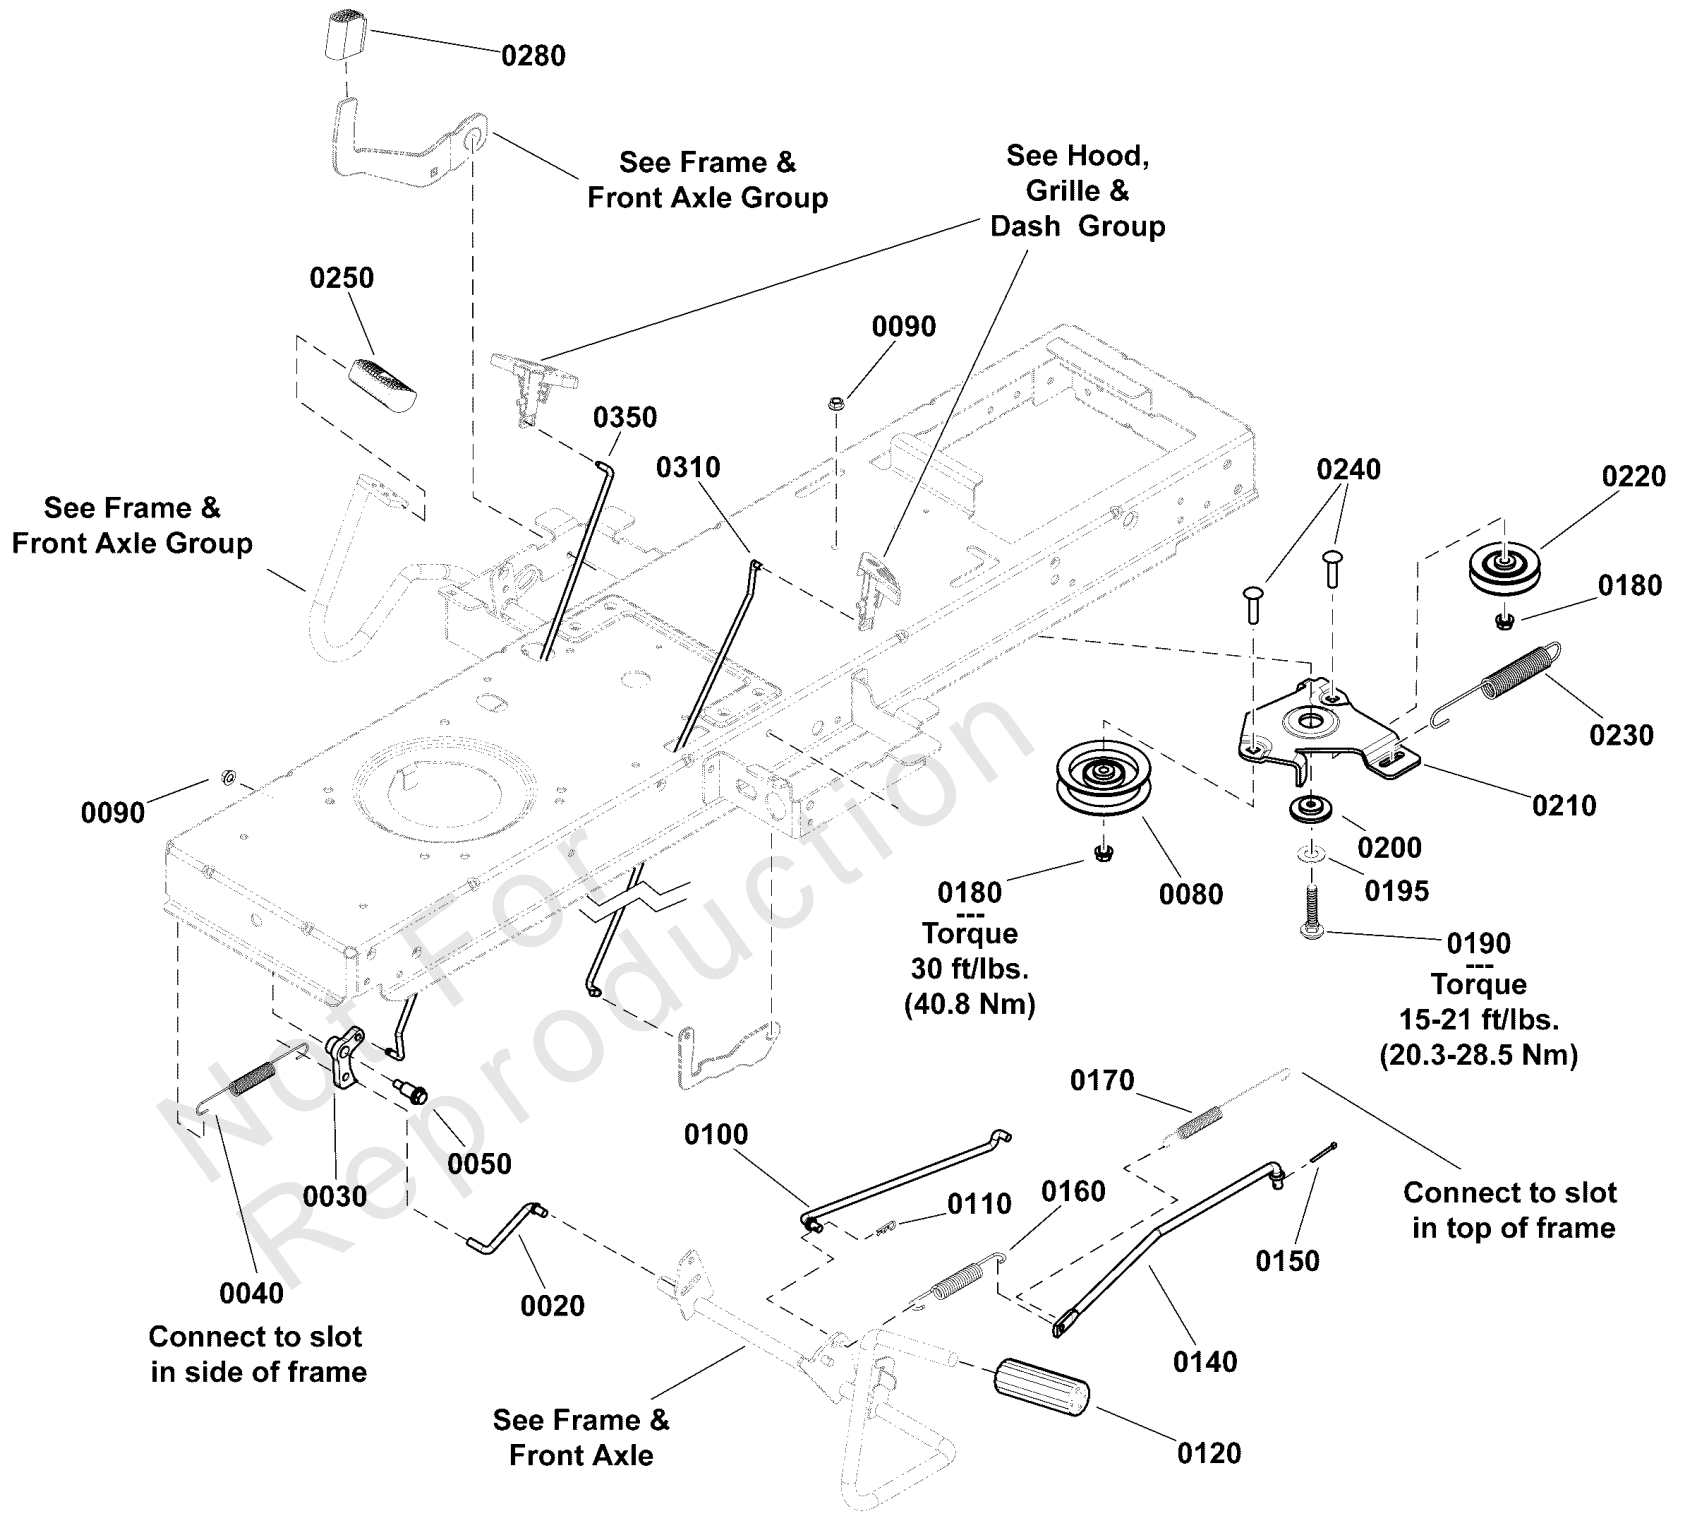 0280
See Frame &
Front Axle Group
See Hood,
Grille &
Dash Group
0250
0090
0350
0310
0240
0220
See Frame &
Front Axle Group
0180
0230
0090
0210
0200
0180
---
Torque
30 ft/lbs.
(40.8 Nm)
0080
0195
0190
---
Torque
15-21 ft/lbs.
(20.3-28.5 Nm)
0170
0100
0050
0030
0110
0160
Connect to slot
in top of frame
0150
0040
Connect to slot
in side of frame
0020
0140
See Frame &
Front Axle
0120
Not For
Reproduction